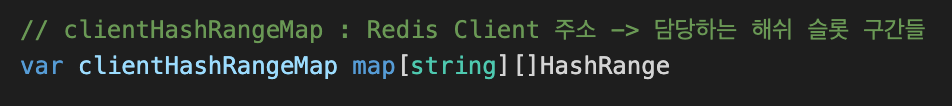 // clientHashRangeMap : Redis Client 주소 -> 담당하는 해쉬 슬롯 구간들
var clientHashRangeMap map[string][]HashRange